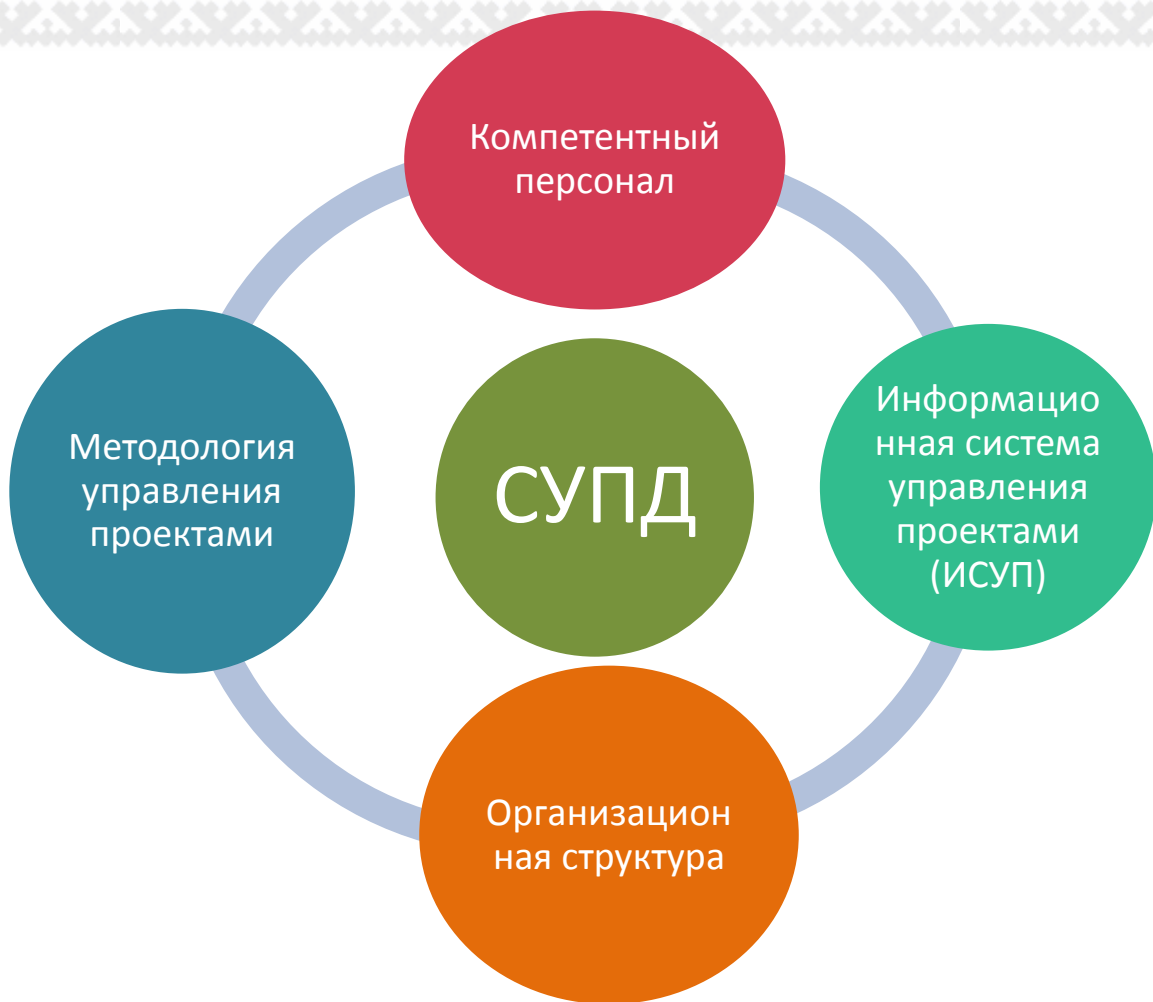 Компетентный
персонал
Методология
управления
проектами
СУПД
Информацио
нная система
управления
проектами
(ИСУП)
Организацион
ная структура